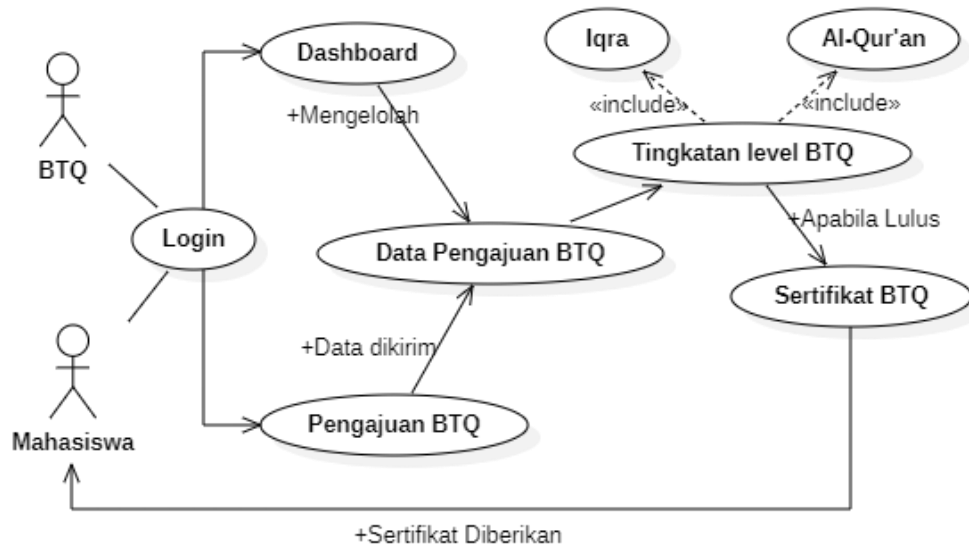 Iqra
Al-Qur'an
Dashboard
«include»
«include»
+Mengelolah
Tingkatan level BTQ
BTQ
+Apabila Lulus
Login
Data Pengajuan BTQ
Sertifikat BTQ
+Data dikirim
Pengajuan BTQ
Mahasiswa
+Sertifikat Diberikan